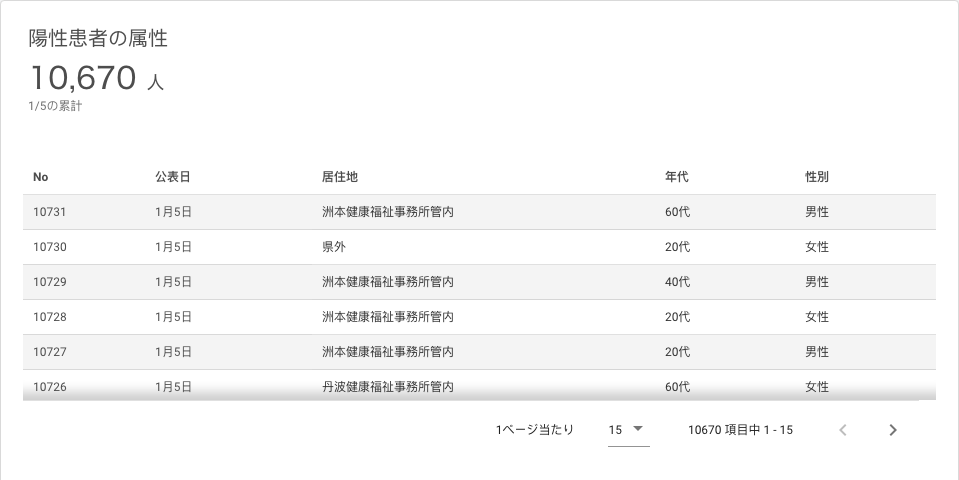 陽性患者の属性
10,670 人
1/5の累計
No 公表日 居住地 年代 性別
10731 1月5日 洲本健康福祉事務所管内 60代 男性
10730 1月5日 県外 20代 女性
10729 1月5日 洲本健康福祉事務所管内 40代 男性
10728 1月5日 洲本健康福祉事務所管内 20代 女性
10727 1月5日 洲本健康福祉事務所管内 20代 男性
10726 1月5日 丹波健康福祉事務所管内 60代 女性
1ページ当たり 15 10670 項目中 1 - 15